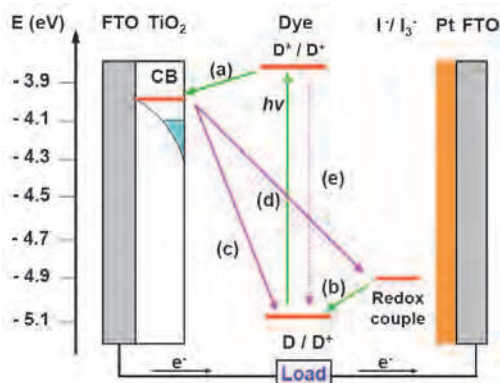 E (eV)
FTO
TiO₂
Dye
I⁻/ I₃⁻
Pt
FTO
D* / D⁺
CB
(a)
hv
- 3.9
- 4.1
- 4.3
- 4.5
- 4.7
- 4.9
- 5.1
(e)
(d)
(c)
(b)
Redox
couple
D / D⁺
e⁻
Load
e⁻